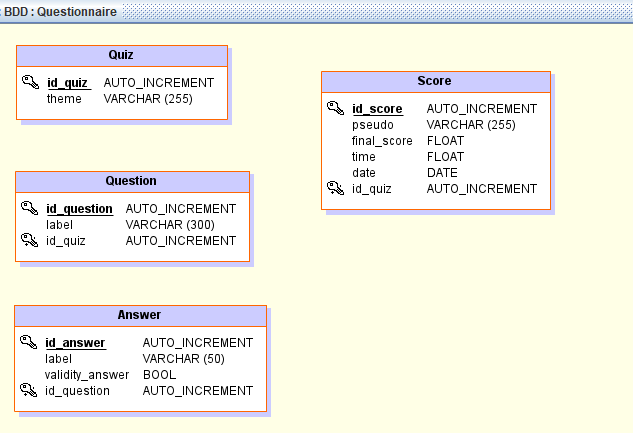 : BDD : Questionnaire
Quiz
id_quiz AUTO_INCREMENT
theme VARCHAR (255)
Score
id_score AUTO_INCREMENT
pseudo VARCHAR (255)
final_score FLOAT
time FLOAT
date DATE
id_quiz AUTO_INCREMENT
Question
id_question AUTO_INCREMENT
label VARCHAR (300)
id_quiz AUTO_INCREMENT
Answer
id_answer AUTO_INCREMENT
label VARCHAR (50)
validity_answer BOOL
id_question AUTO_INCREMENT